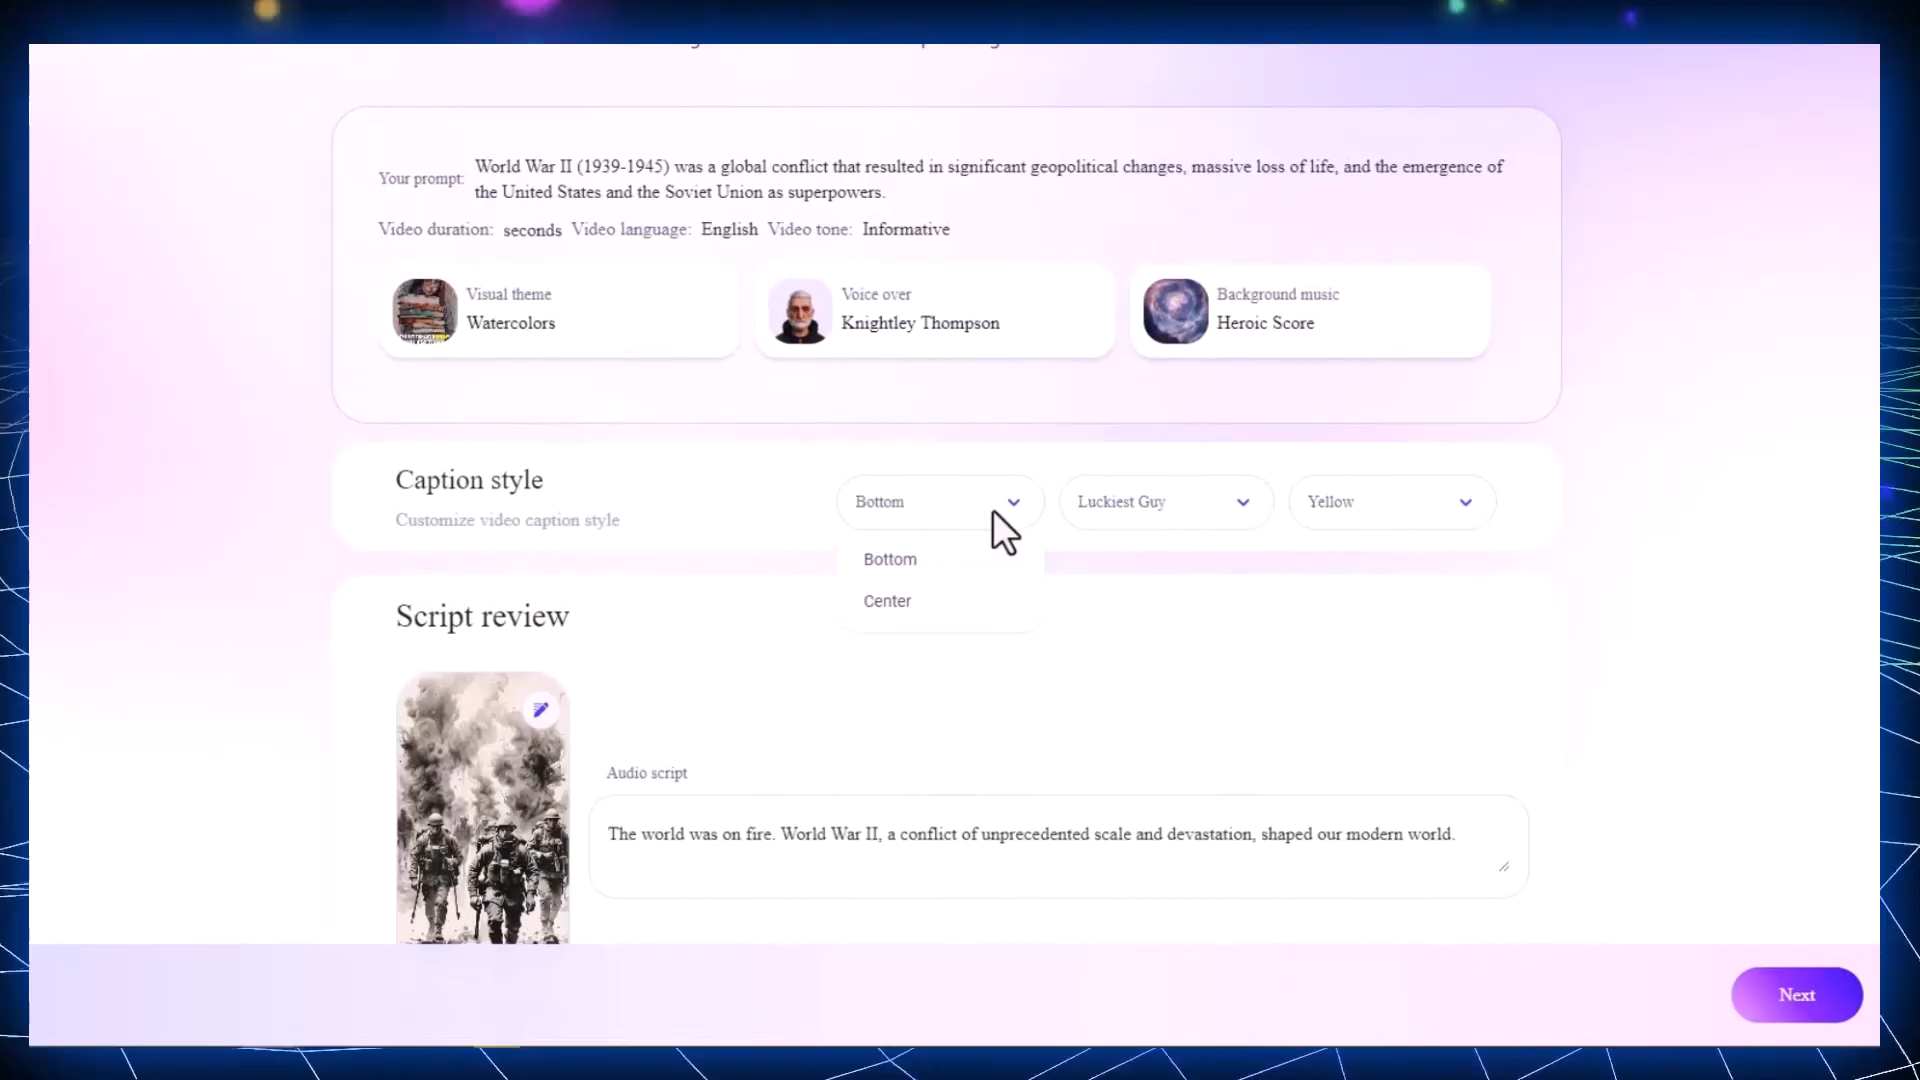 Your prompt:
World War II (1939-1945) was a global conflict that resulted in significant geopolitical changes, massive loss of life, and the emergence of
the United States and the Soviet Union as superpowers.
Video duration: seconds Video language: English Video tone: Informative
Visual theme
Watercolors
Voice over
Knightley Thompson
Background music
Heroic Score
Caption style
Customize video caption style
Bottom
Luckiest Guy
Yellow
Bottom
Center
Script review
Audio script
The world was on fire. World War II, a conflict of unprecedented scale and devastation, shaped our modern world.
Next